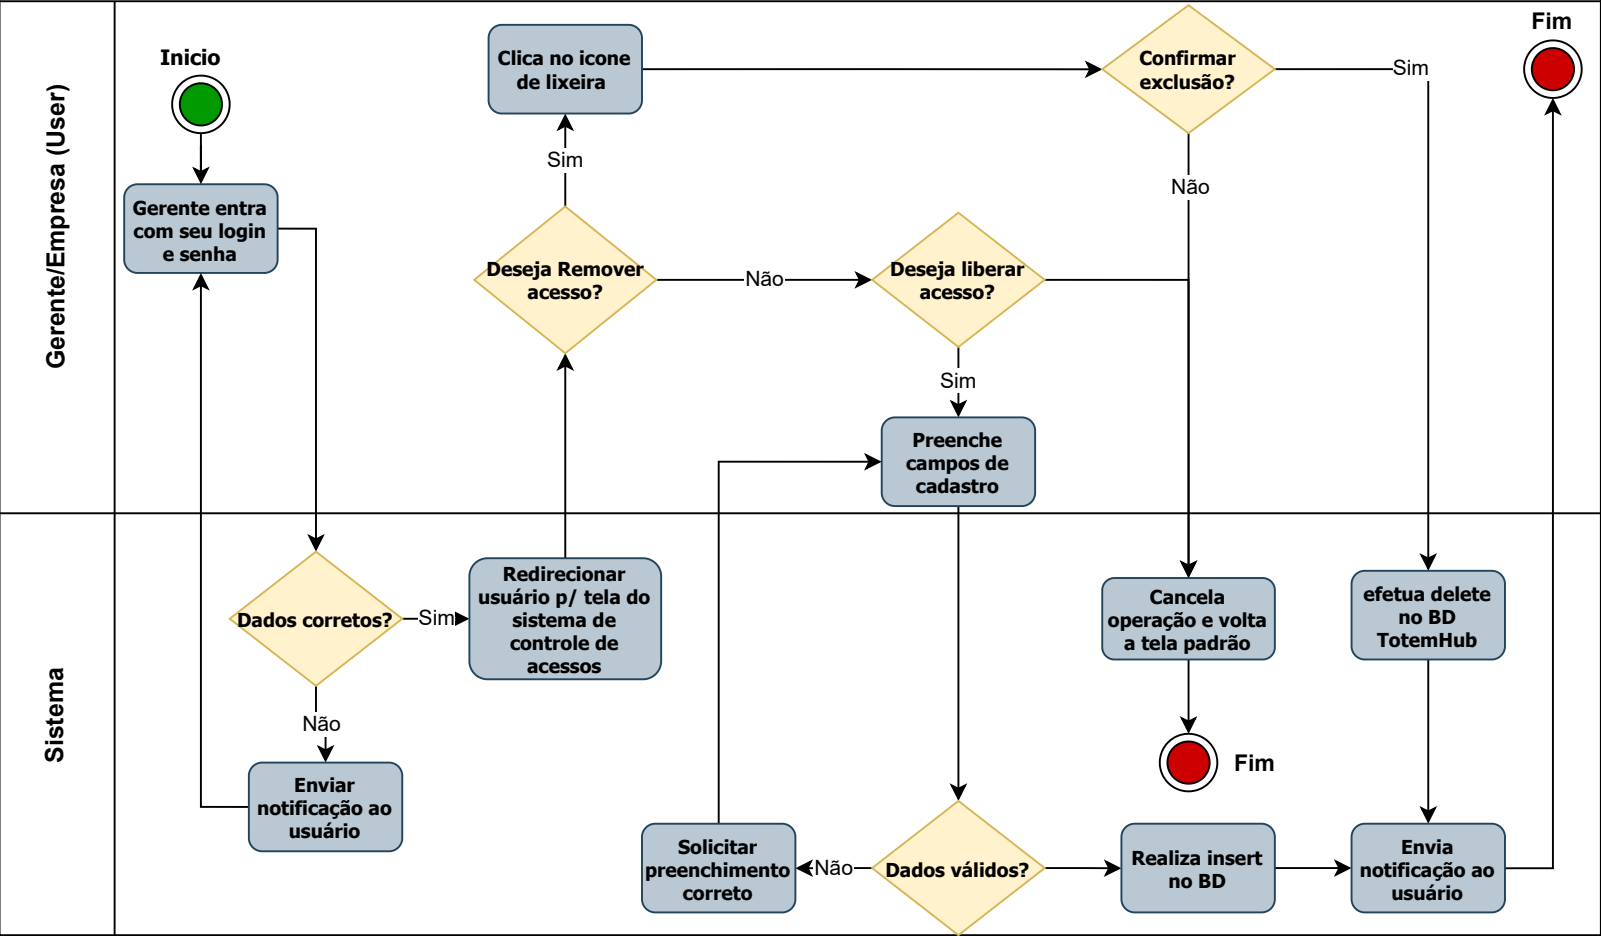 Gerente/Empresa (User)
Inicio
Gerente entra
com seu login
e senha
Clica no icone
de lixeira
Sim
Deseja Remover
acesso?
Não
Deseja liberar
acesso?
Sim
Preenche
campos de
cadastro
Confirmar
exclusão?
Sim
Não
Fim
Sistema
Dados corretos?
Sim
Não
Enviar
notificação ao
usuário
Redirecionar
usuário p/ tela do
sistema de
controle de
acessos
Solicitar
preenchimento
correto
Não
Dados válidos?
Realiza insert
no BD
Cancela
operação e volta
a tela padrão
Fim
efetua delete
no BD
TotemHub
Envia
notificação ao
usuário